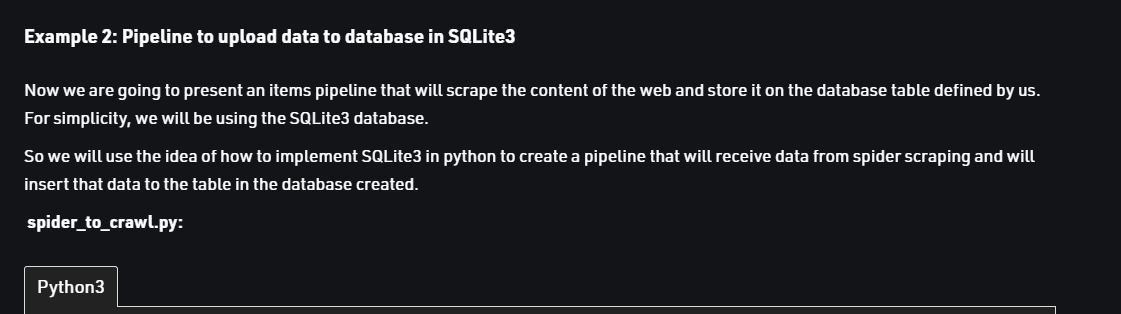 Example 2: Pipeline to upload data to database in SQLite3
Now we are going to present an items pipeline that will scrape the content of the web and store it on the database table defined by us.
For simplicity, we will be using the SQLite3 database.
So we will use the idea of how to implement SQLite3 in python to create a pipeline that will receive data from spider scraping and will
insert that data to the table in the database created.
spider_to_crawl.py:
Python3